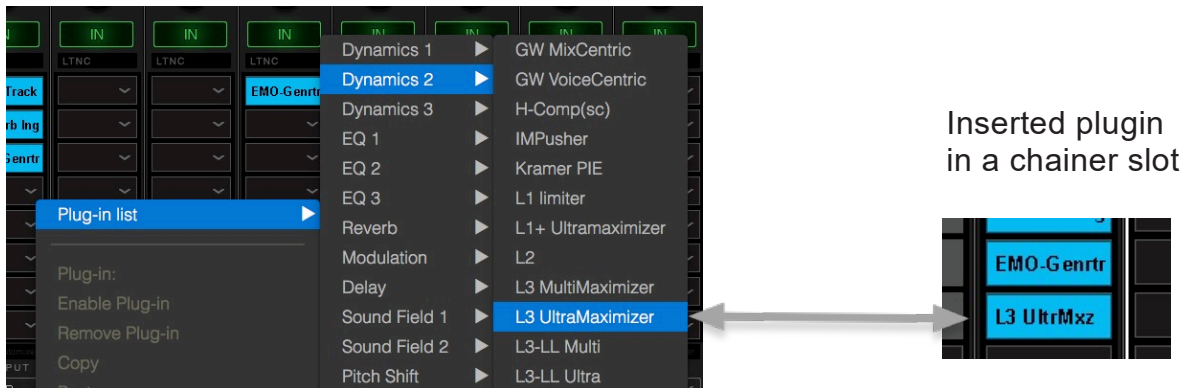 IN
IN
IN
IN
IN
IN
LTNC
LTNC
LTNC
Track
rb Ing
Genrtr
EMO-Genrtr
Plug-in list
Plug-in:
Enable Plug-in
Remove Plug-in
Copy
Dynamics 1
Dynamics 2
Dynamics 3
EQ 1
EQ 2
EQ 3
Reverb
Modulation
Delay
Sound Field 1
Sound Field 2
Pitch Shift
GW MixCentric
GW VoiceCentric
H-Comp(sc)
IMPusher
Kramer PIE
L1 limiter
L1+ Ultramaximizer
L2
L3 MultiMaximizer
L3 UltraMaximizer
L3-LL Multi
L3-LL Ultra
Inserted plugin
in a chainer slot
EMO-Genrtr
L3 UltrMxz